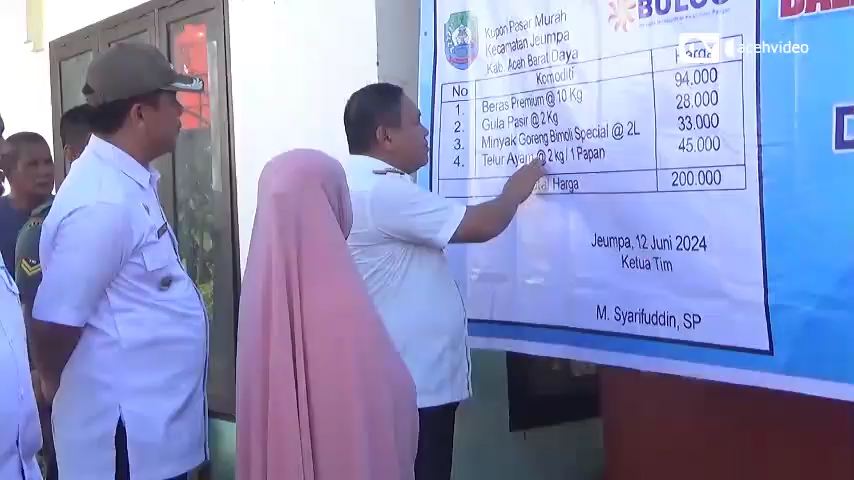 acehvideo
BULOG
Kupon Pasar Murah
Kecamatan Jeumpa
Kab. Aceh Barat Daya
No Komoditi Harga
1. Beras Premium @ 10 Kg 94.000
2. Gula Pasir @ 2 Kg 28.000
3. Minyak Goreng Bimoli Special @ 2L 33.000
4. Telur Ayam @ 2 kg / 1 Papan 45.000
Harga 200.000
Jeumpa, 12 Juni 2024
Ketua Tim
M. Syarifuddin, SP